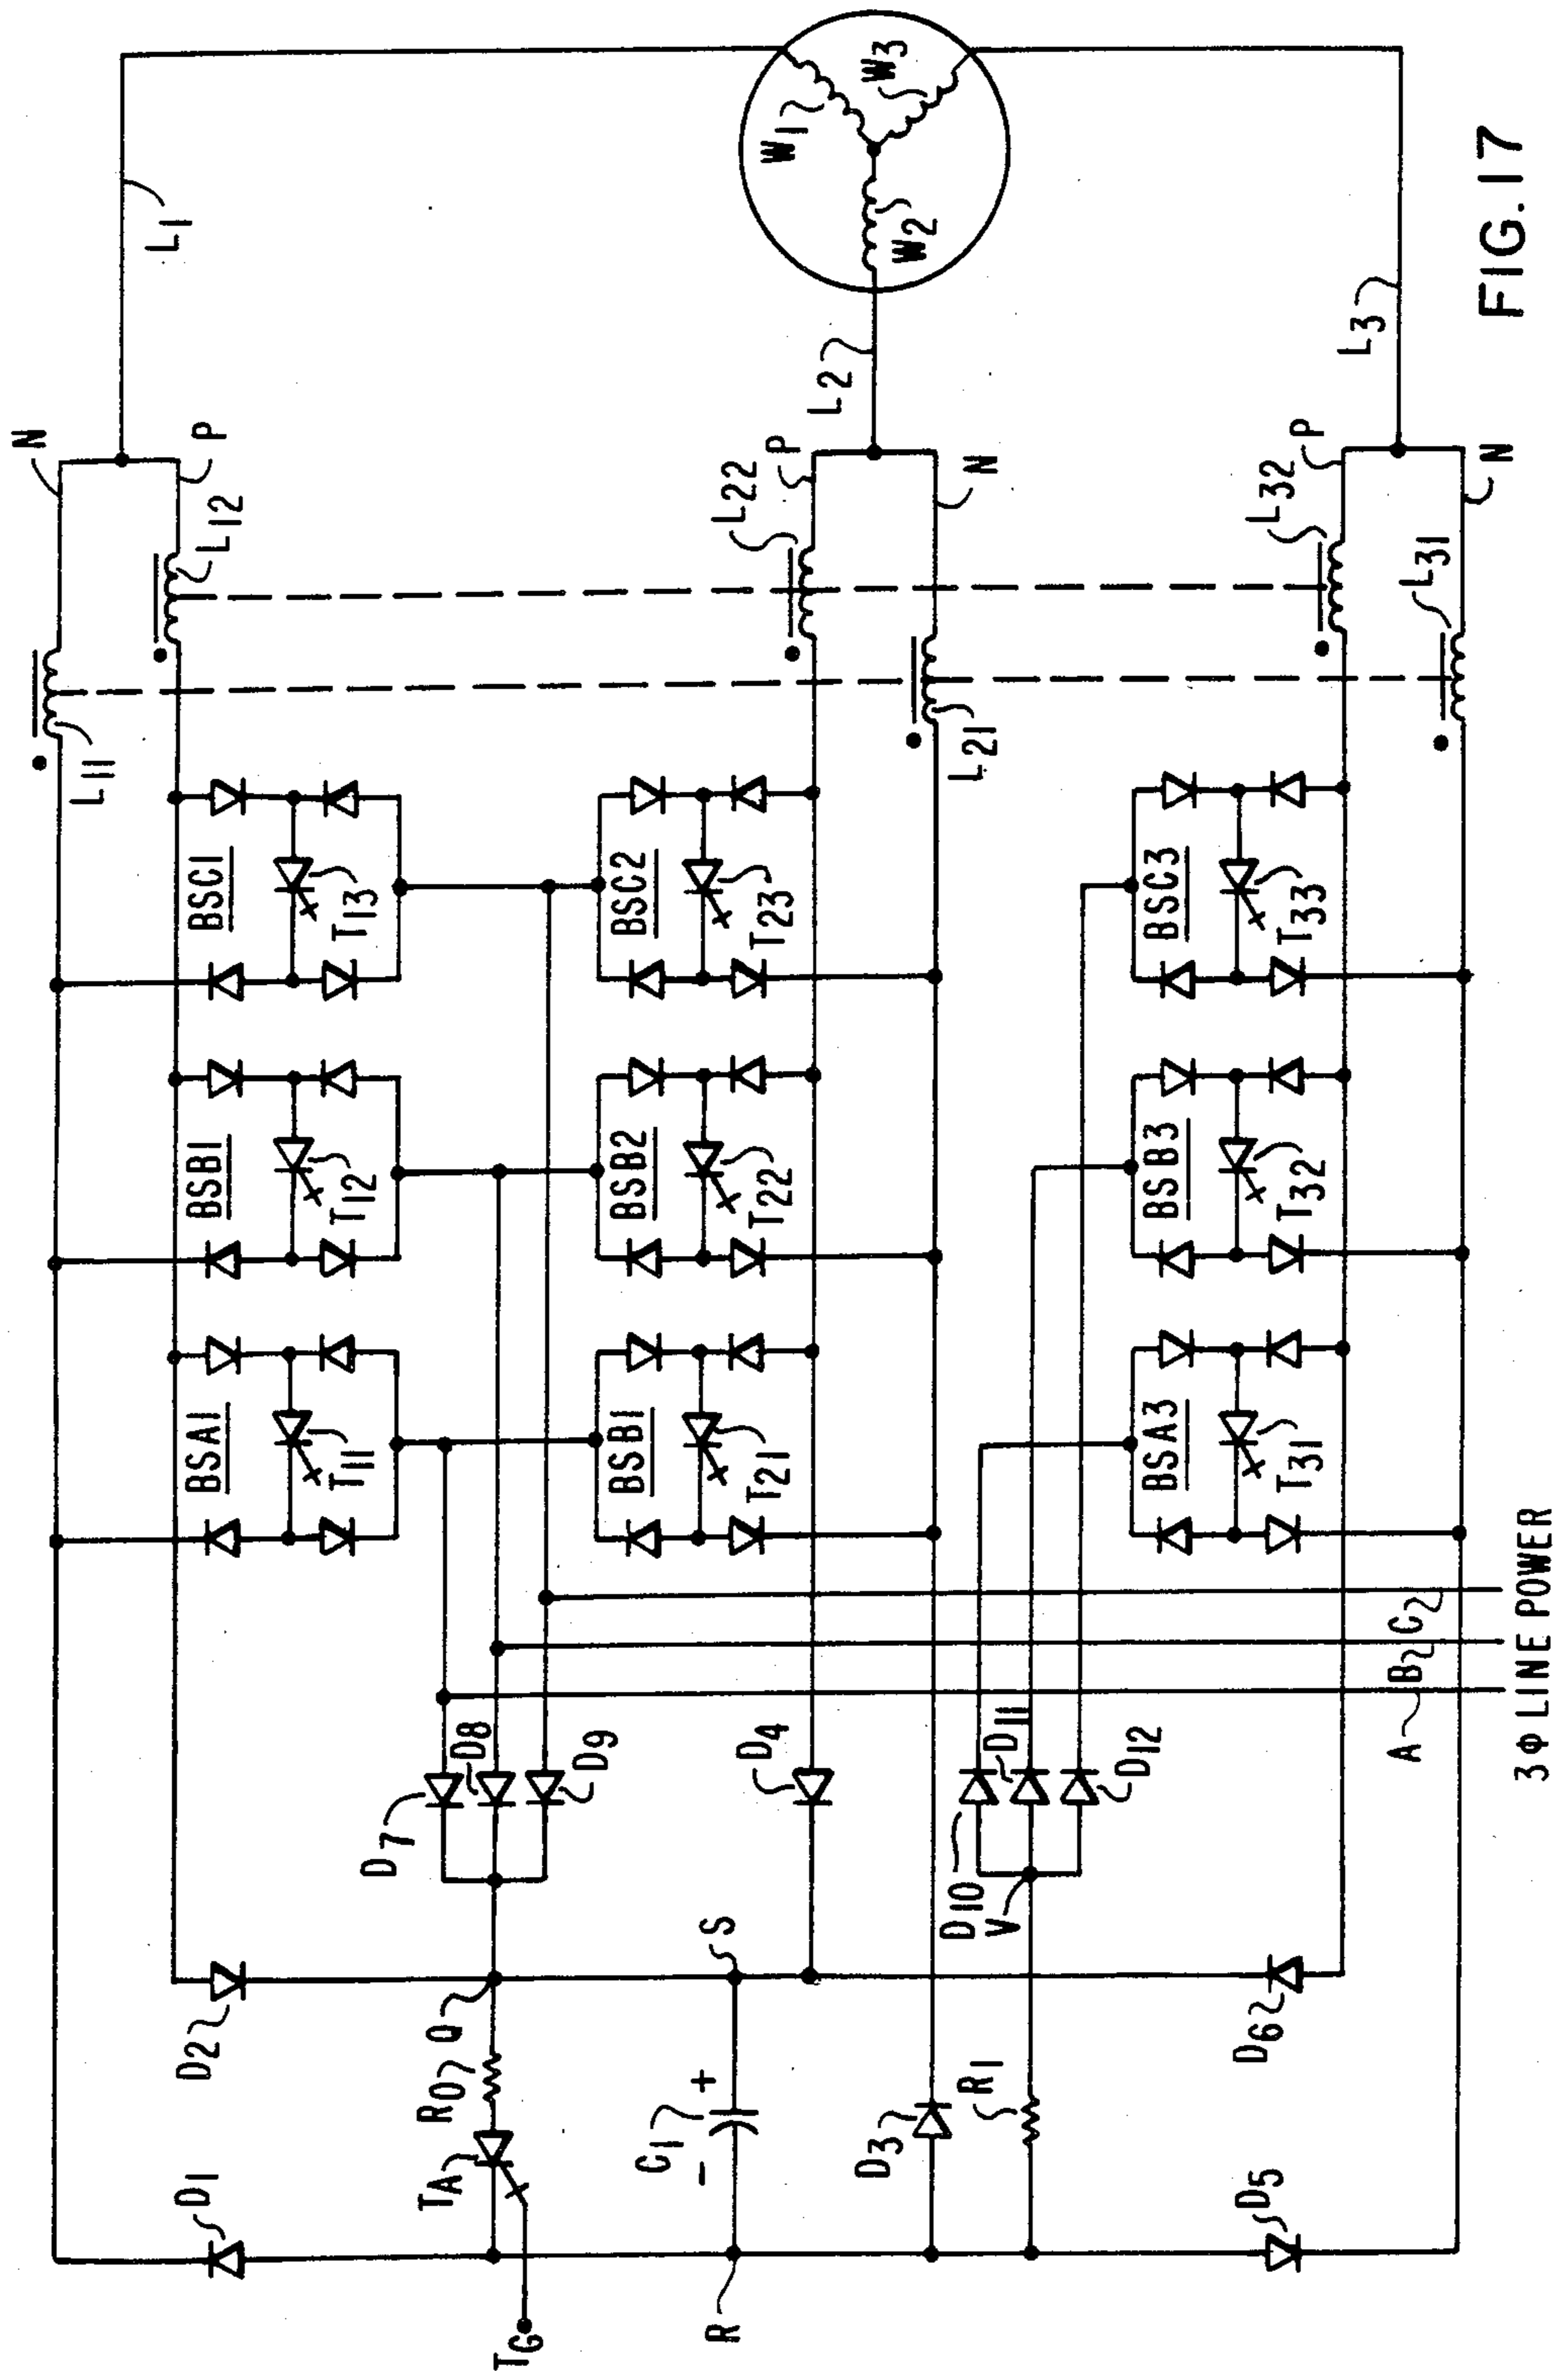 N
P
L1
L11
L12
BSA1
BSB1
BSC1
T11
T12
T13
W1
W2
W3
L2
P
N
L22
L21
BSB1
BSB2
BSC2
T21
T22
T23
D1
D2
TG
TA
R0
Q
D7
D8
D9
R
C1
-
+
S
D4
D3
R1
V
D10
D11
D12
BSA3
BSB3
BSC3
T31
T32
T33
L32
L31
P
N
L3
D5
D6
A
B
C
3 Φ LINE POWER
FIG. 17